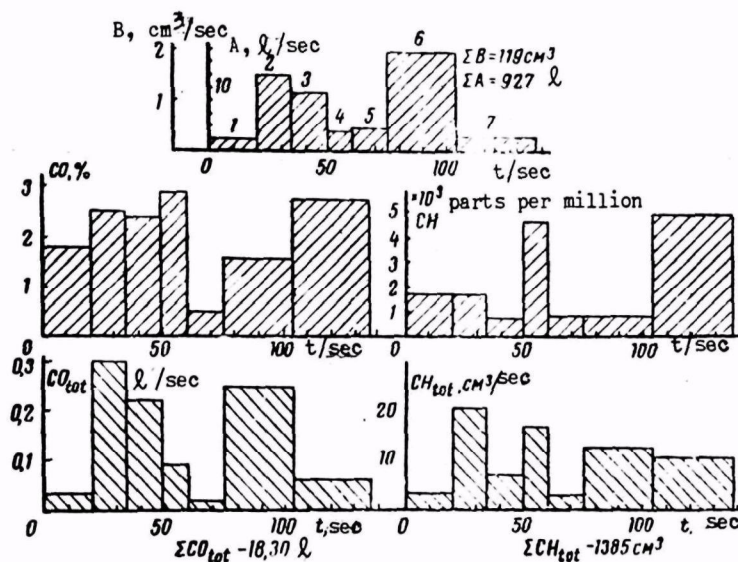 B, cm³/sec
A, ℓ/sec
2
1
10
1
2
3
4
5
6
7
ΣB=119cм³
ΣA=927 ℓ
0
50
100
t/sec
CO,%
3
2
1
0
50
100
t/sec
×10³ parts per million
CH
5
4
3
2
1
0
50
100
t/sec
CO_tot ℓ/sec
0,3
0,2
0,1
0
50
100
t,sec
ΣCO_tot -18,30 ℓ
CH_tot.cм³/sec
20
10
0
50
100
t. sec
ΣCH_tot -1385 cм³